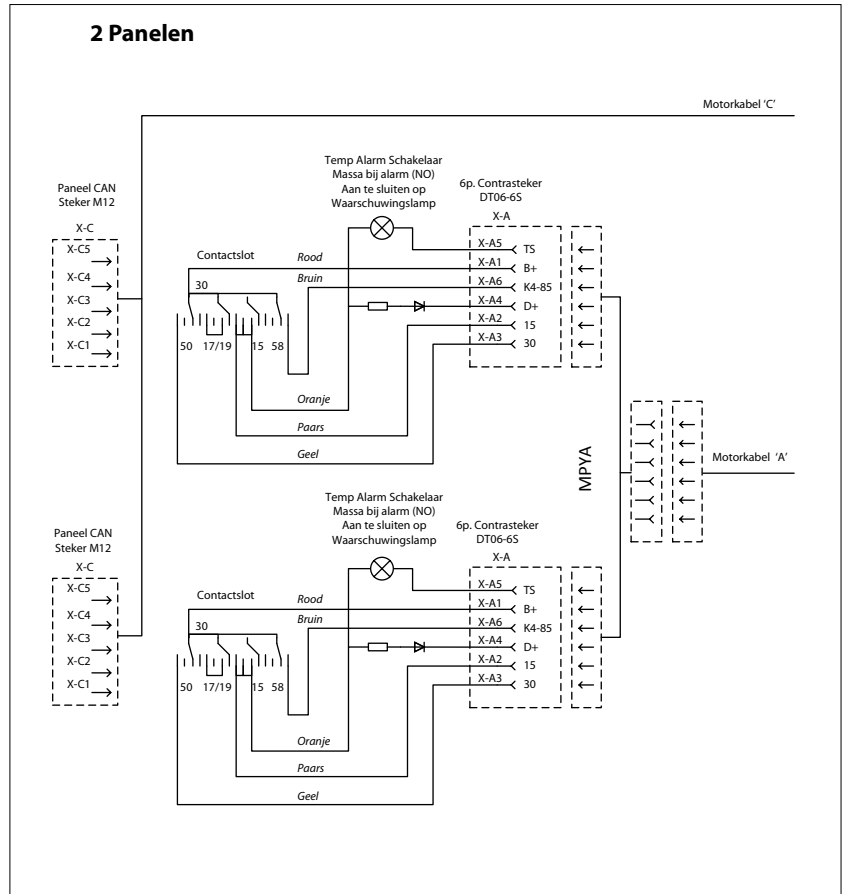 2 Panelen
Motorkabel ‘C’
Paneel CAN
Steker M12
X-C
X-C5
X-C4
X-C3
X-C2
X-C1
Temp Alarm Schakelaar
Massa bij alarm (NO)
Aan te sluiten op
Waarschuwingslamp
6p. Contrasteker
DT06-6S
X-A
Contactslot
30
50 17/19 15 58
Rood
Bruin
Oranje
Paars
Geel
X-A5 TS
X-A1 B+
X-A6 K4-85
X-A4 D+
X-A2 15
X-A3 30
MPYA
Motorkabel ‘A’
Paneel CAN
Steker M12
X-C
X-C5
X-C4
X-C3
X-C2
X-C1
Temp Alarm Schakelaar
Massa bij alarm (NO)
Aan te sluiten op
Waarschuwingslamp
6p. Contrasteker
DT06-6S
X-A
Contactslot
30
50 17/19 15 58
Rood
Bruin
Oranje
Paars
Geel
X-A5 TS
X-A1 B+
X-A6 K4-85
X-A4 D+
X-A2 15
X-A3 30